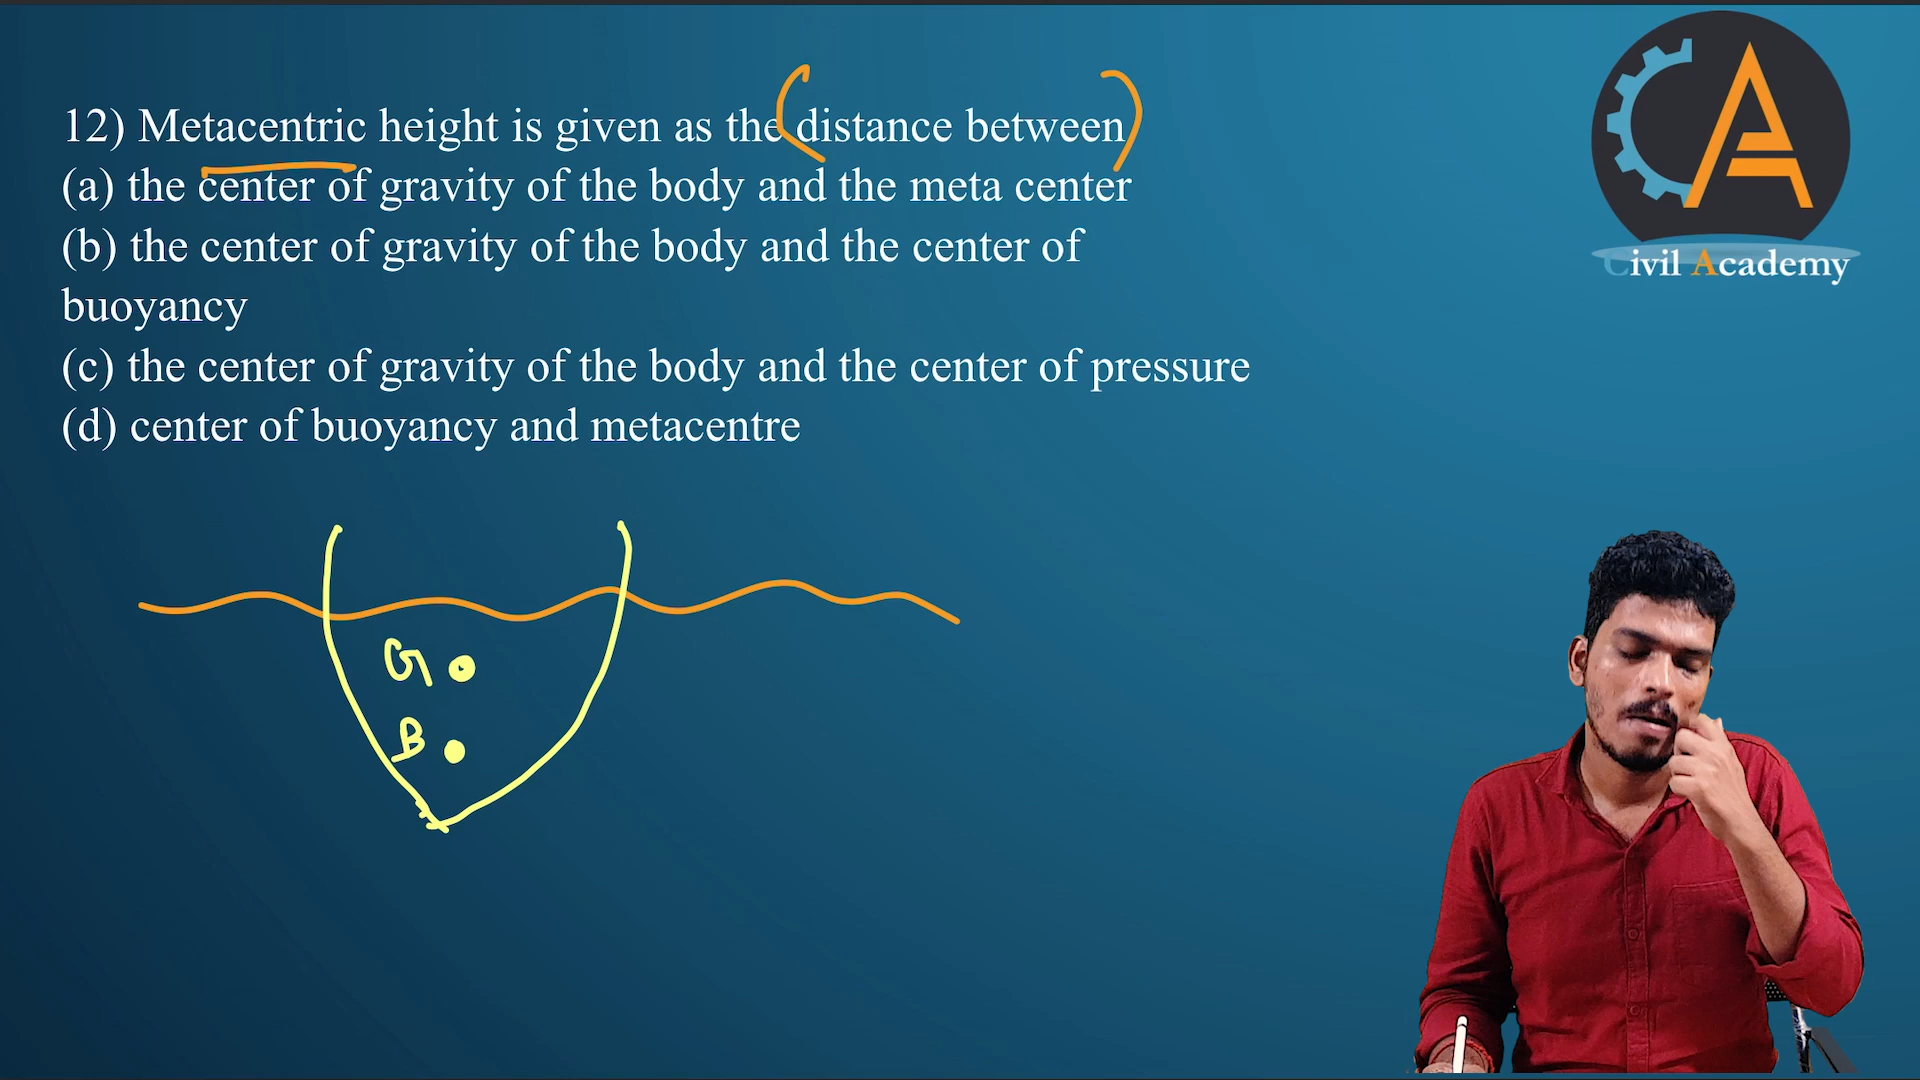 12) Metacentric height is given as the distance between
(a) the center of gravity of the body and the meta center
(b) the center of gravity of the body and the center of
buoyancy
(c) the center of gravity of the body and the center of pressure
(d) center of buoyancy and metacentre
G
B
CA
Civil Academy